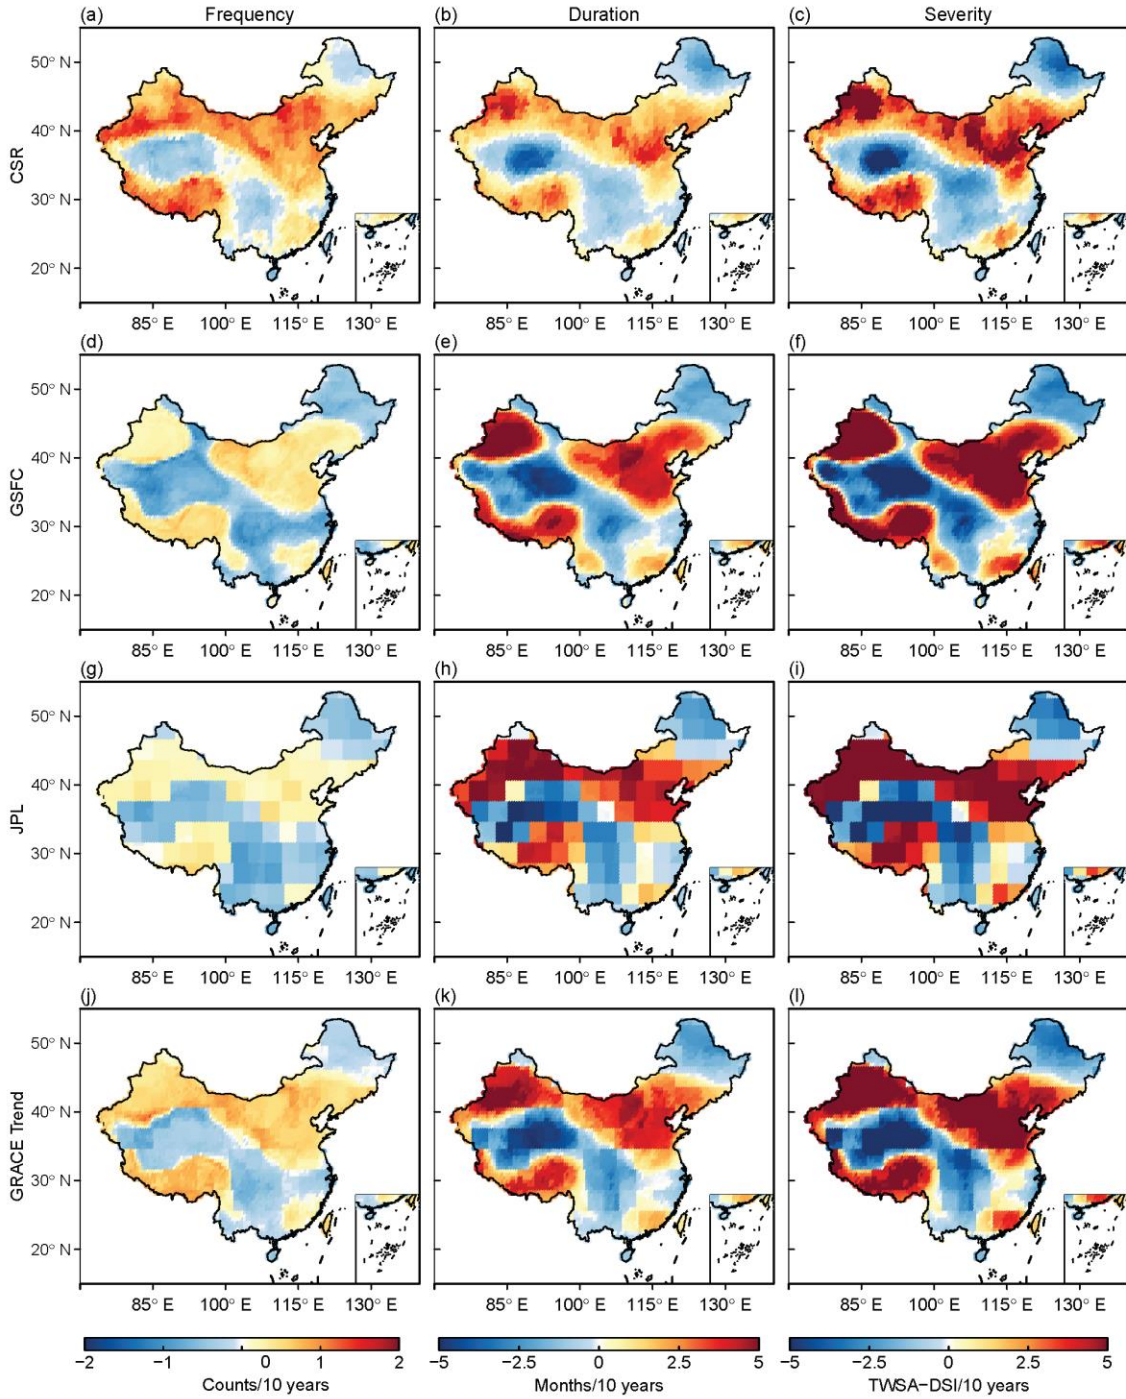 (a) Frequency (b) Duration (c) Severity
50° N
40° N
CSR
30° N
20° N
85° E 100° E 115° E 130° E 85° E 100° E 115° E 130° E 85° E 100° E 115° E 130° E
(d) (e) (f)
50° N
40° N
GSFC
30° N
20° N
85° E 100° E 115° E 130° E 85° E 100° E 115° E 130° E 85° E 100° E 115° E 130° E
(g) (h) (i)
50° N
40° N
JPL
30° N
20° N
85° E 100° E 115° E 130° E 85° E 100° E 115° E 130° E 85° E 100° E 115° E 130° E
(j) (k) (l)
50° N
40° N
GRACE Trend
30° N
20° N
85° E 100° E 115° E 130° E 85° E 100° E 115° E 130° E 85° E 100° E 115° E 130° E
−2 −1 0 1 2 −5 −2.5 0 2.5 5 −5 −2.5 0 2.5 5
Counts/10 years Months/10 years TWSA−DSI/10 years